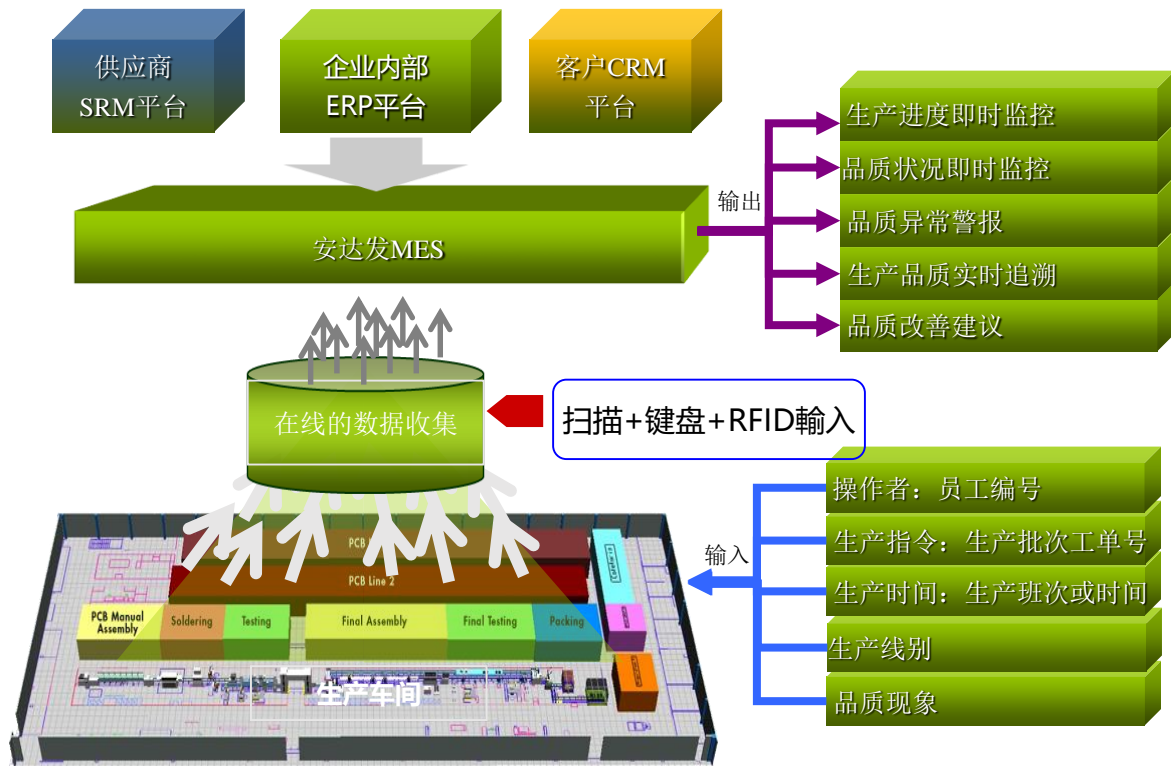 供应商
SRM平台
企业内部
ERP平台
客户CRM
平台
生产进度即时监控
品质状况即时监控
输出
品质异常警报
安达发MES
生产品质实时追溯
品质改善建议
在线的数据收集
扫描+键盘+RFID輸入
操作者：员工编号
生产指令：生产批次工单号
输入
生产时间：生产班次或时间
生产线别
品质现象
PCB
PCB Line 2
PCB Manual
Assembly
Soldering
Testing
Final Assembly
Final Testing
Packing
生产车间